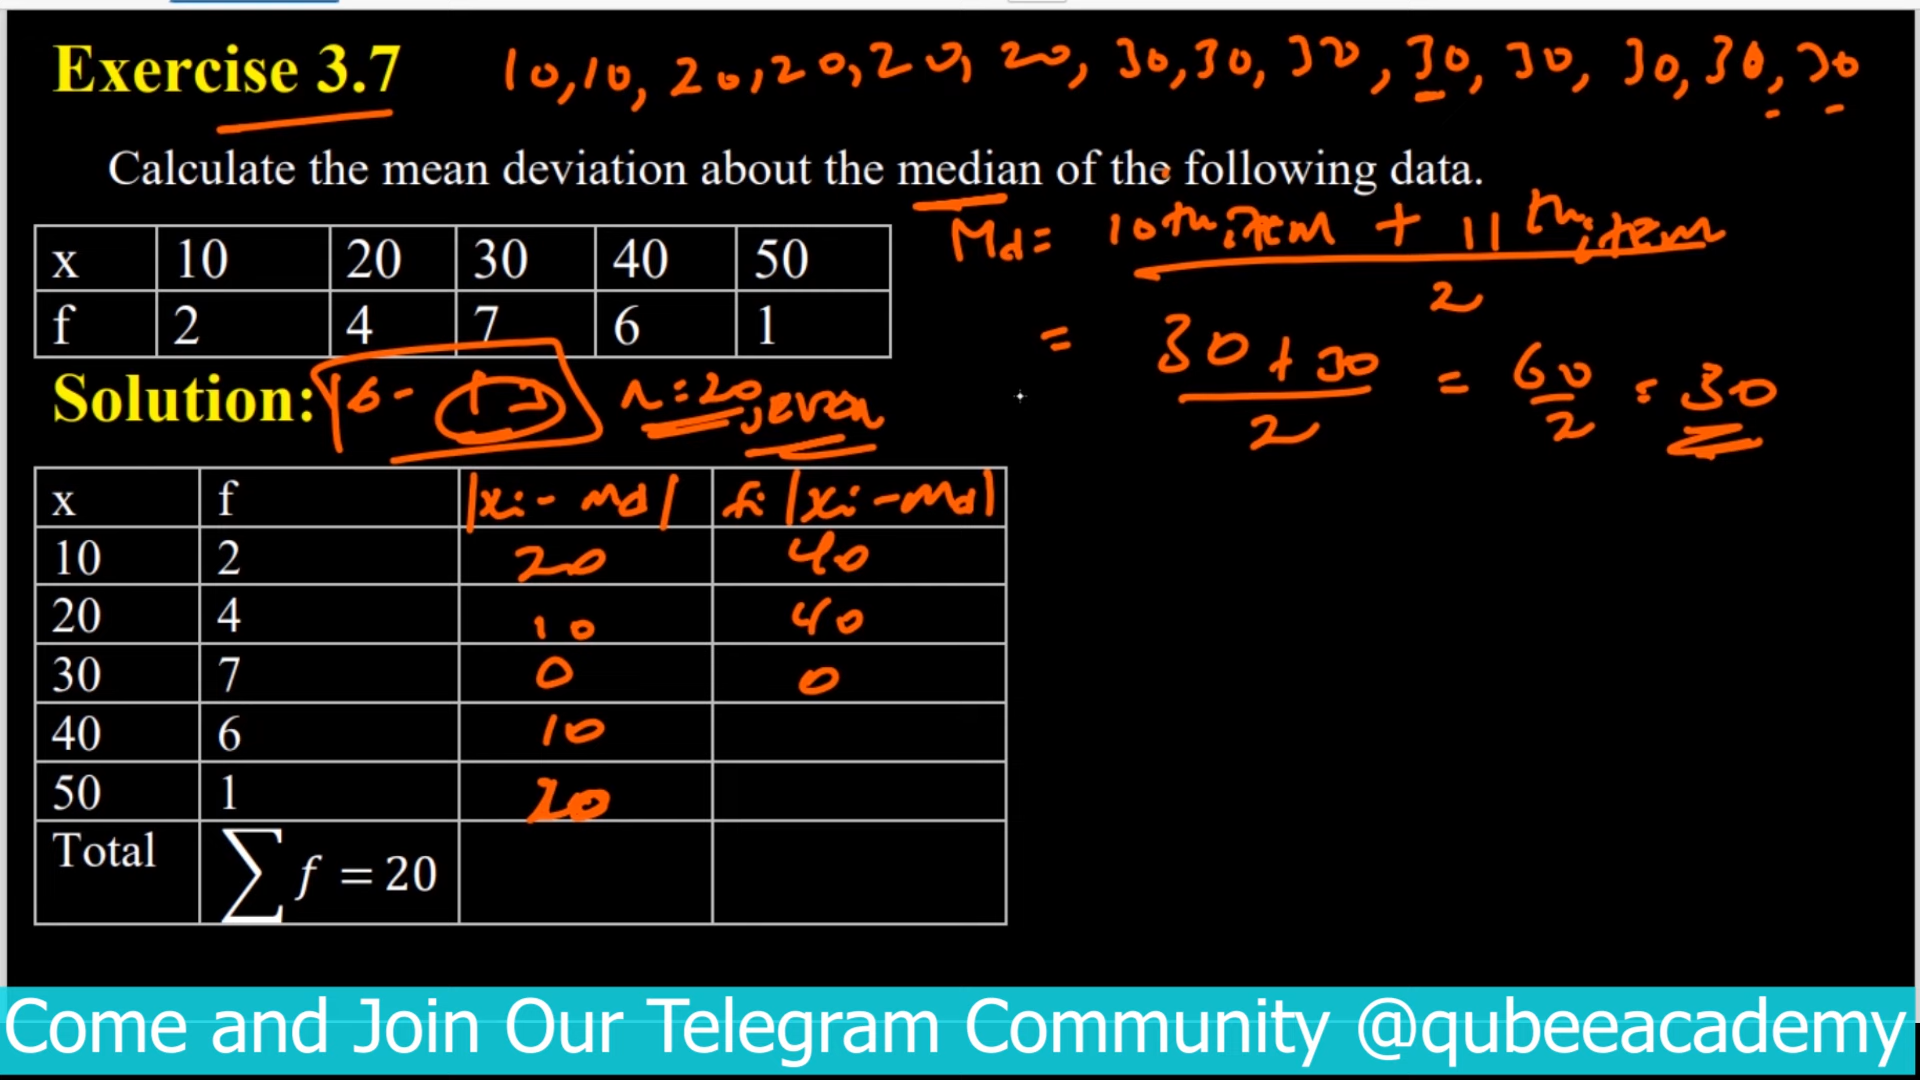 Exercise 3.7 10,10, 20,20,20, 20, 30,30, 30, 30, 30, 30,30, 30
Calculate the mean deviation about the median of the following data.
x 10 20 30 40 50
f 2 4 7 6 1
Md = 10th item + 11th item
2
= 30 + 30 = 60 = 30
2 2
Solution: n = 20, even
x f |xi - md| fi |xi - Md|
10 2 20 40
20 4 10 40
30 7 0 0
40 6 10
50 1 20
Total ∑ f = 20
Come and Join Our Telegram Community @qubeeacademy